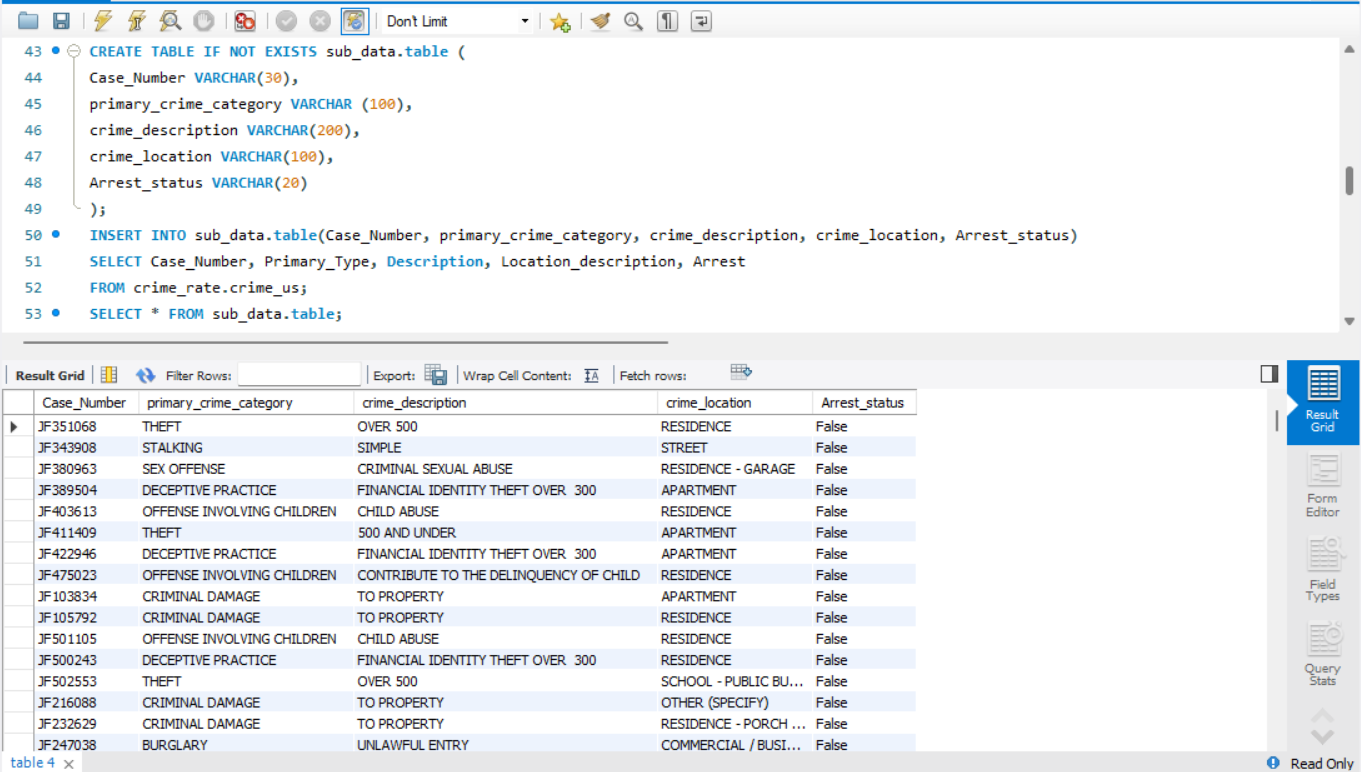 Don't Limit
43 CREATE TABLE IF NOT EXISTS sub_data.table (
44 Case_Number VARCHAR(30),
45 primary_crime_category VARCHAR (100),
46 crime_description VARCHAR(200),
47 crime_location VARCHAR(100),
48 Arrest_status VARCHAR(20)
49 );
50 INSERT INTO sub_data.table(Case_Number, primary_crime_category, crime_description, crime_location, Arrest_status)
51 SELECT Case_Number, Primary_Type, Description, Location_description, Arrest
52 FROM crime_rate.crime_us;
53 SELECT * FROM sub_data.table;
Result Grid Filter Rows: Export: Wrap Cell Content: IA Fetch rows:
Case_Number primary_crime_category crime_description crime_location Arrest_status
JF351068 THEFT OVER 500 RESIDENCE False
JF343908 STALKING SIMPLE STREET False
JF380963 SEX OFFENSE CRIMINAL SEXUAL ABUSE RESIDENCE - GARAGE False
JF389504 DECEPTIVE PRACTICE FINANCIAL IDENTITY THEFT OVER 300 APARTMENT False
JF403613 OFFENSE INVOLVING CHILDREN CHILD ABUSE RESIDENCE False
JF411409 THEFT 500 AND UNDER APARTMENT False
JF422946 DECEPTIVE PRACTICE FINANCIAL IDENTITY THEFT OVER 300 APARTMENT False
JF475023 OFFENSE INVOLVING CHILDREN CONTRIBUTE TO THE DELINQUENCY OF CHILD RESIDENCE False
JF103834 CRIMINAL DAMAGE TO PROPERTY APARTMENT False
JF105792 CRIMINAL DAMAGE TO PROPERTY RESIDENCE False
JF501105 OFFENSE INVOLVING CHILDREN CHILD ABUSE RESIDENCE False
JF500243 DECEPTIVE PRACTICE FINANCIAL IDENTITY THEFT OVER 300 RESIDENCE False
JF502553 THEFT OVER 500 SCHOOL - PUBLIC BU... False
JF216088 CRIMINAL DAMAGE TO PROPERTY OTHER (SPECIFY) False
JF232629 CRIMINAL DAMAGE TO PROPERTY RESIDENCE - PORCH ... False
JF247038 BURGLARY UNLAWFUL ENTRY COMMERCIAL / BUSI... False
Result
Grid
Form
Editor
Field
Types
Query
Stats
table 4
Read Only